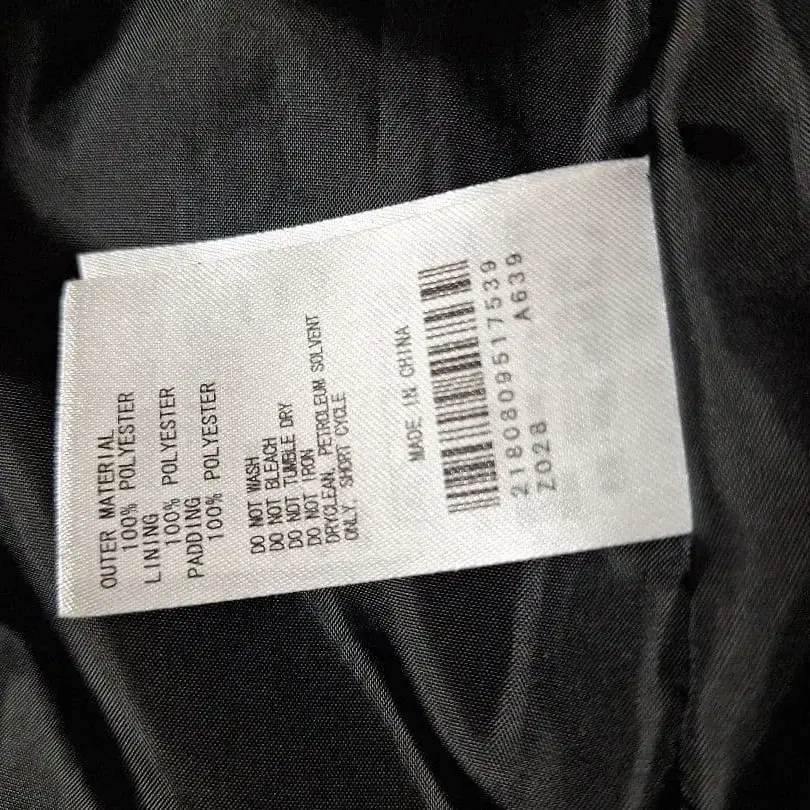 OUTER MATERIAL
100% POLYESTER
LINING
100% POLYESTER
PADDING
100% POLYESTER
DO NOT WASH
DO NOT BLEACH
DO NOT TUMBLE DRY
DO NOT IRON
DRYCLEAN, PETROLEUM SOLVENT
ONLY, SHORT CYCLE
MADE IN CHINA
2180809517539
Z028 A639